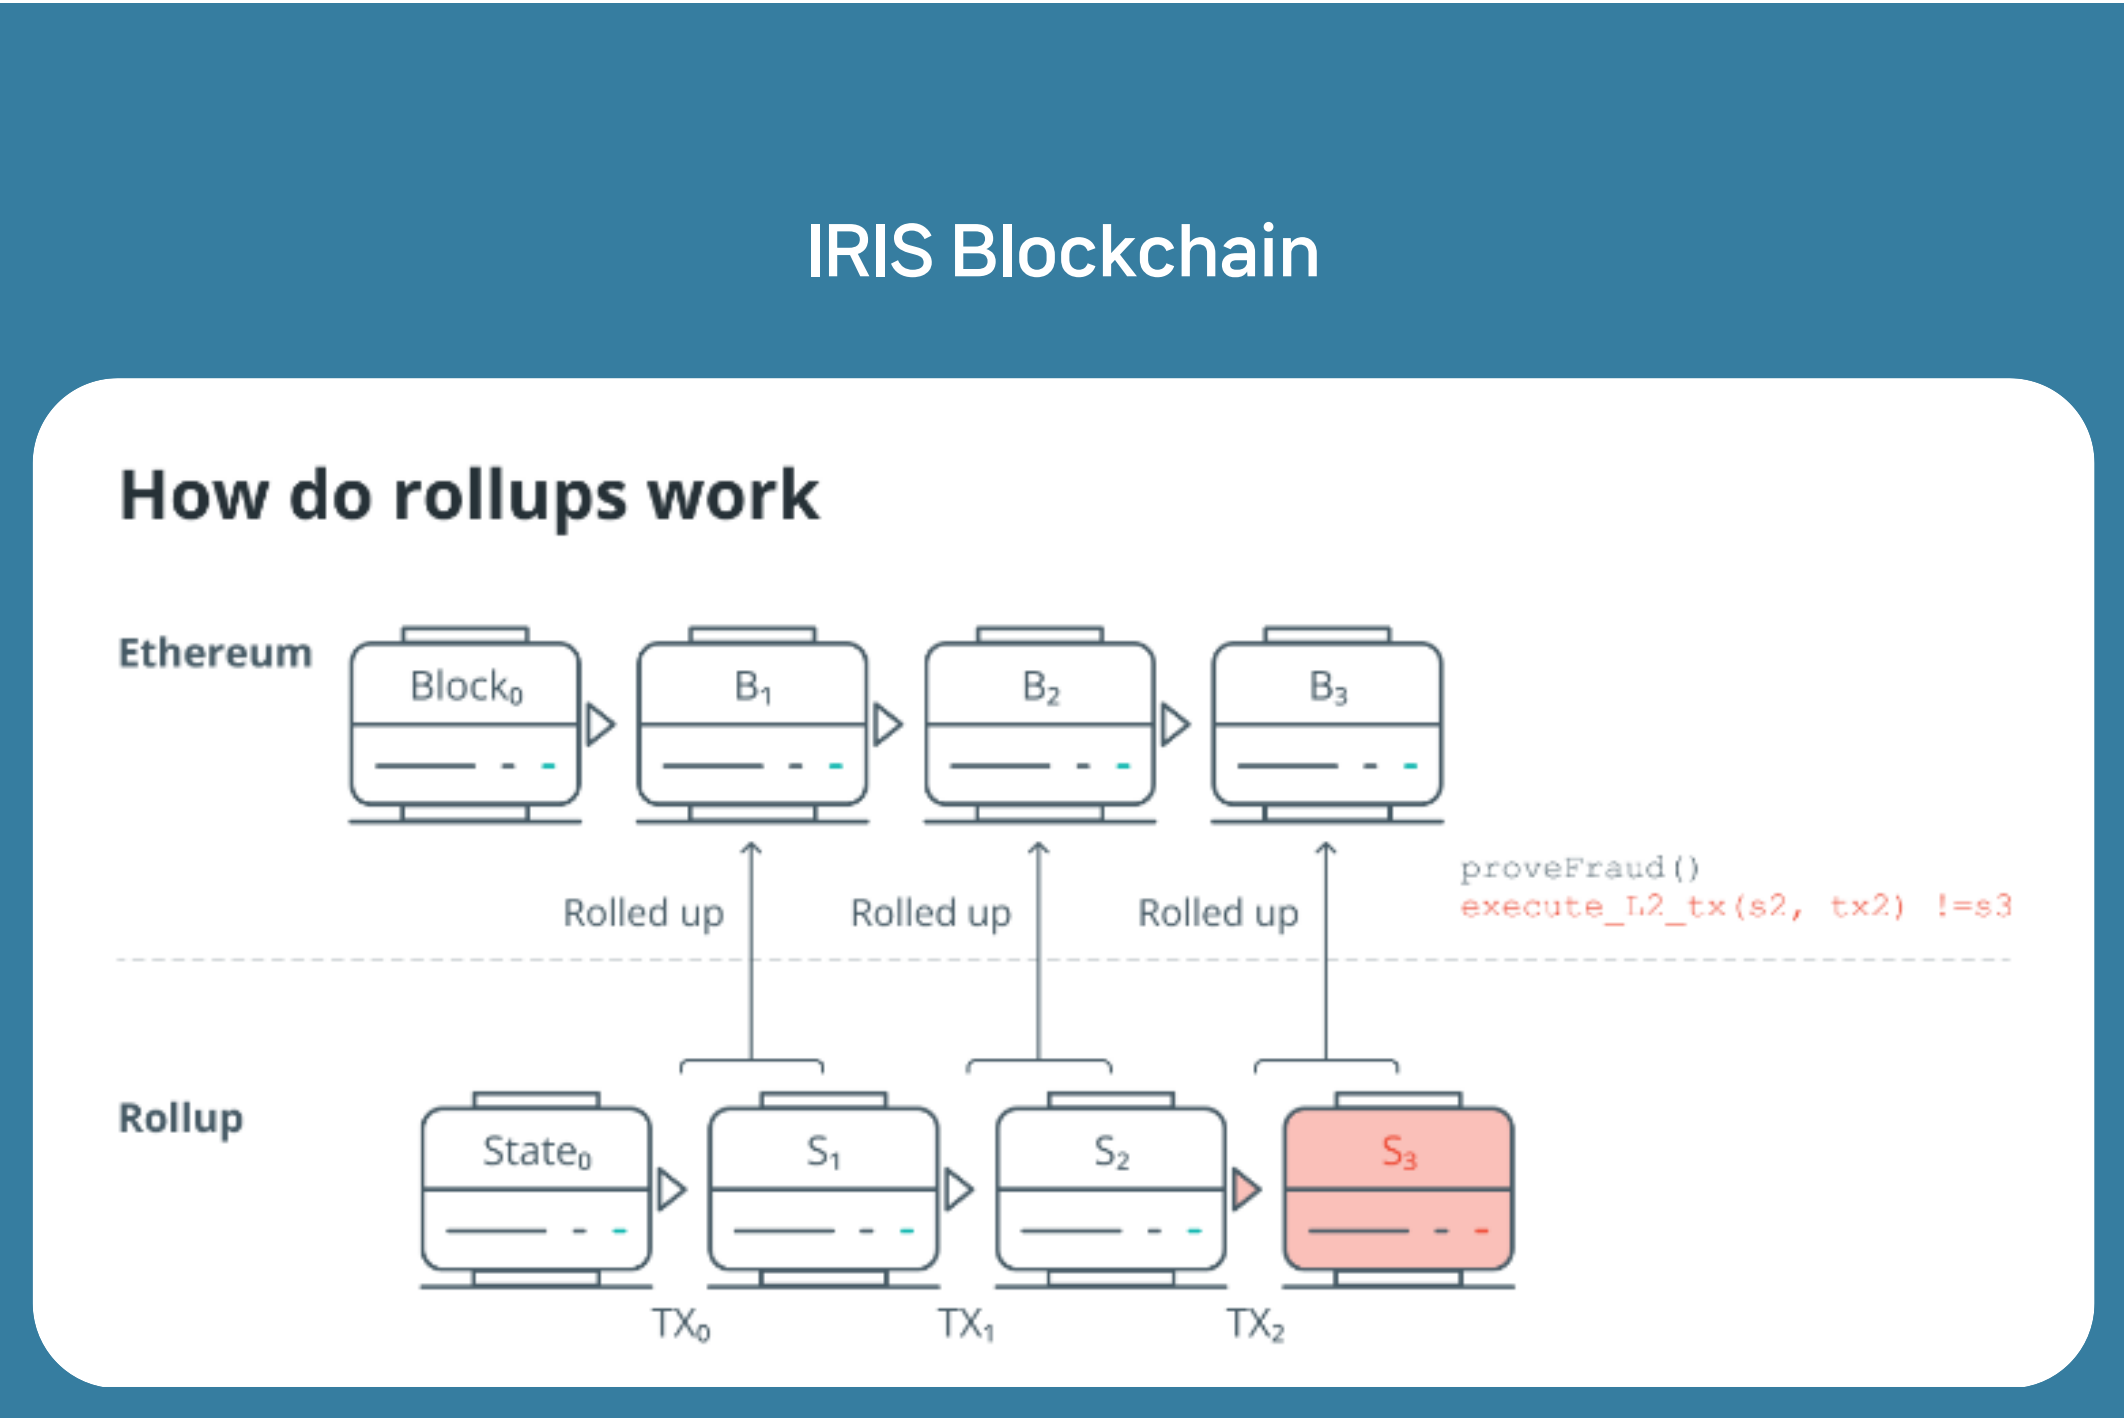 IRIS Blockchain
How do rollups work
Ethereum
Block₀
B₁
B₂
B₃
Rolled up
Rolled up
Rolled up
proveFraud()
execute_L2_tx(s2, tx2) !=s3
Rollup
State₀
S₁
S₂
S₃
TX₀
TX₁
TX₂